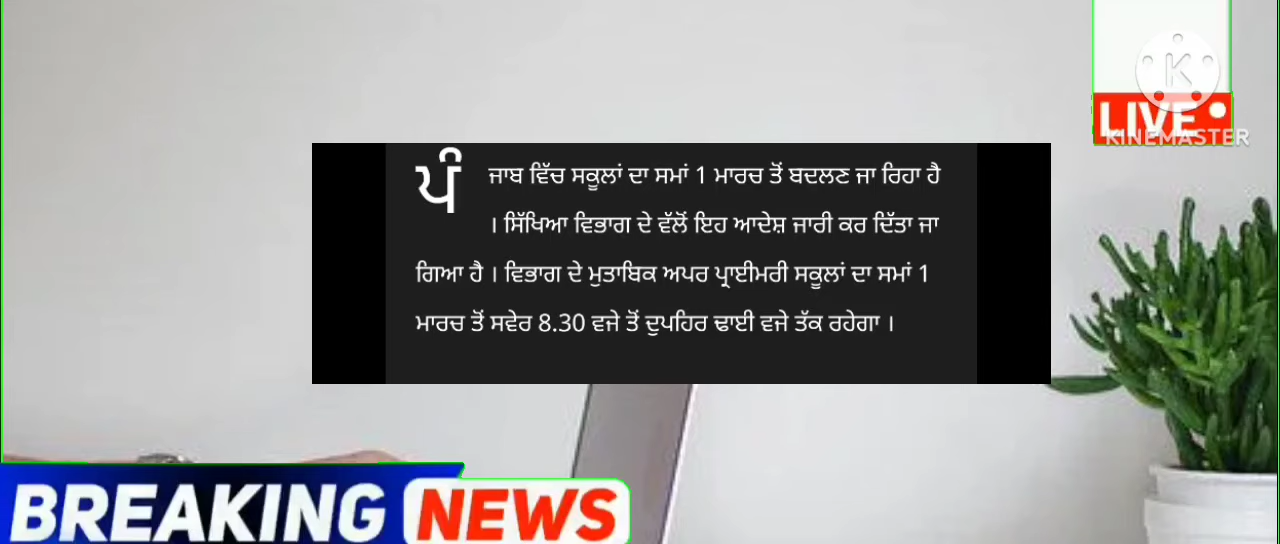 LIVE
KINEMASTER
ਪੰਜਾਬ ਵਿੱਚ ਸਕੂਲਾਂ ਦਾ ਸਮਾਂ 1 ਮਾਰਚ ਤੋਂ ਬਦਲਣ ਜਾ ਰਿਹਾ ਹੈ
। ਸਿੱਖਿਆ ਵਿਭਾਗ ਦੇ ਵੱਲੋਂ ਇਹ ਆਦੇਸ਼ ਜਾਰੀ ਕਰ ਦਿੱਤਾ ਜਾ
ਗਿਆ ਹੈ । ਵਿਭਾਗ ਦੇ ਮੁਤਾਬਿਕ ਅਪਰ ਪ੍ਰਾਈਮਰੀ ਸਕੂਲਾਂ ਦਾ ਸਮਾਂ 1
ਮਾਰਚ ਤੋਂ ਸਵੇਰ 8.30 ਵਜੇ ਤੋਂ ਦੁਪਹਿਰ ਢਾਈ ਵਜੇ ਤੱਕ ਰਹੇਗਾ ।
BREAKING NEWS